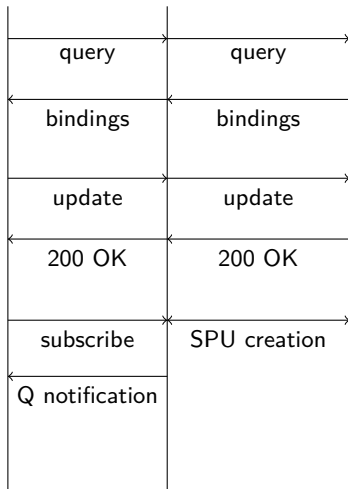 query query
bindings bindings
update update
200 OK 200 OK
subscribe SPU creation
Q notification